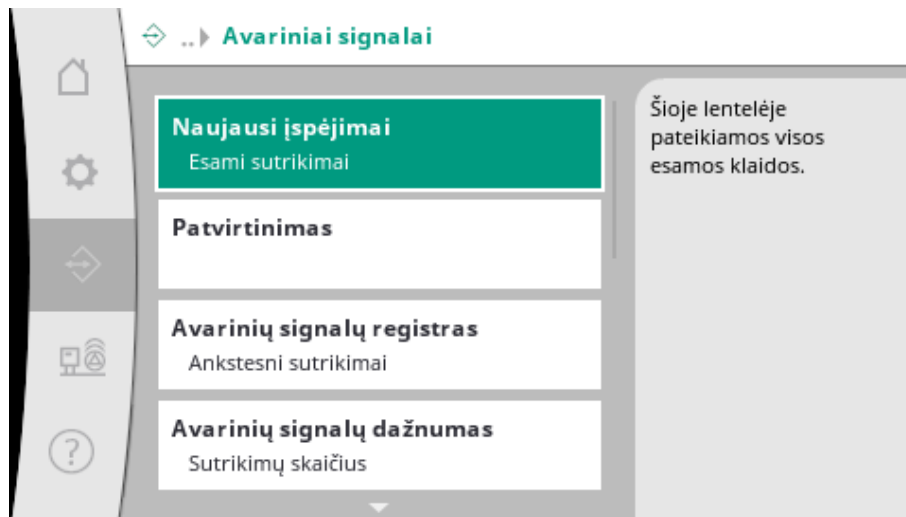 ..▸ Avariniai signalai
Naujausi įspėjimai
Esami sutrikimai
Patvirtinimas
Avarinių signalų registras
Ankstesni sutrikimai
Avarinių signalų dažnumas
Sutrikimų skaičius
Šioje lentelėje
pateikiamos visos
esamos klaidos.
?